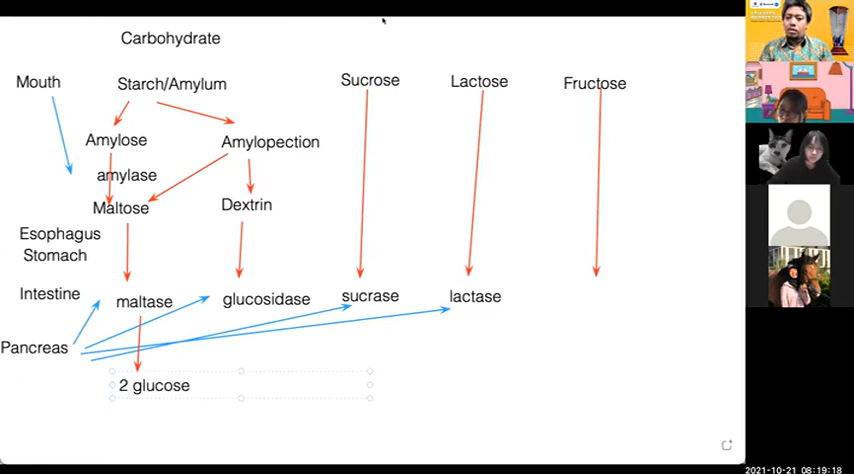 Carbohydrate
Mouth
Starch/Amylum
Sucrose
Lactose
Fructose
Amylose
Amylopection
amylase
Maltose
Dextrin
Esophagus
Stomach
Intestine
maltase
glucosidase
sucrase
lactase
Pancreas
2 glucose
2021-10-21 08:19:18